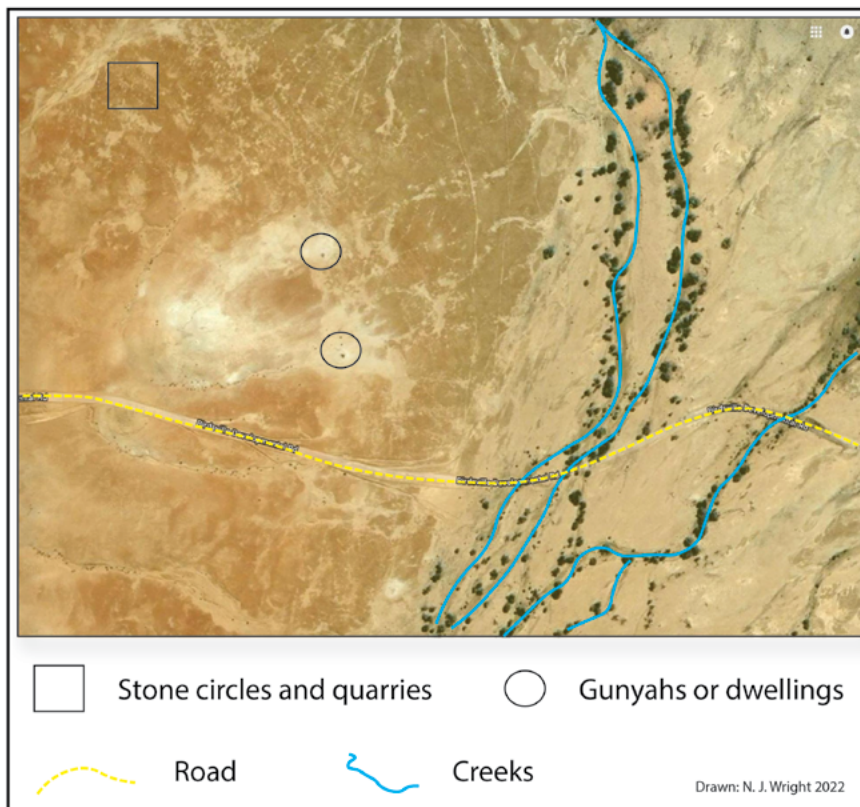 Stone circles and quarries
Gunyahs or dwellings
Road
Creeks
Drawn: N. J. Wright 2022